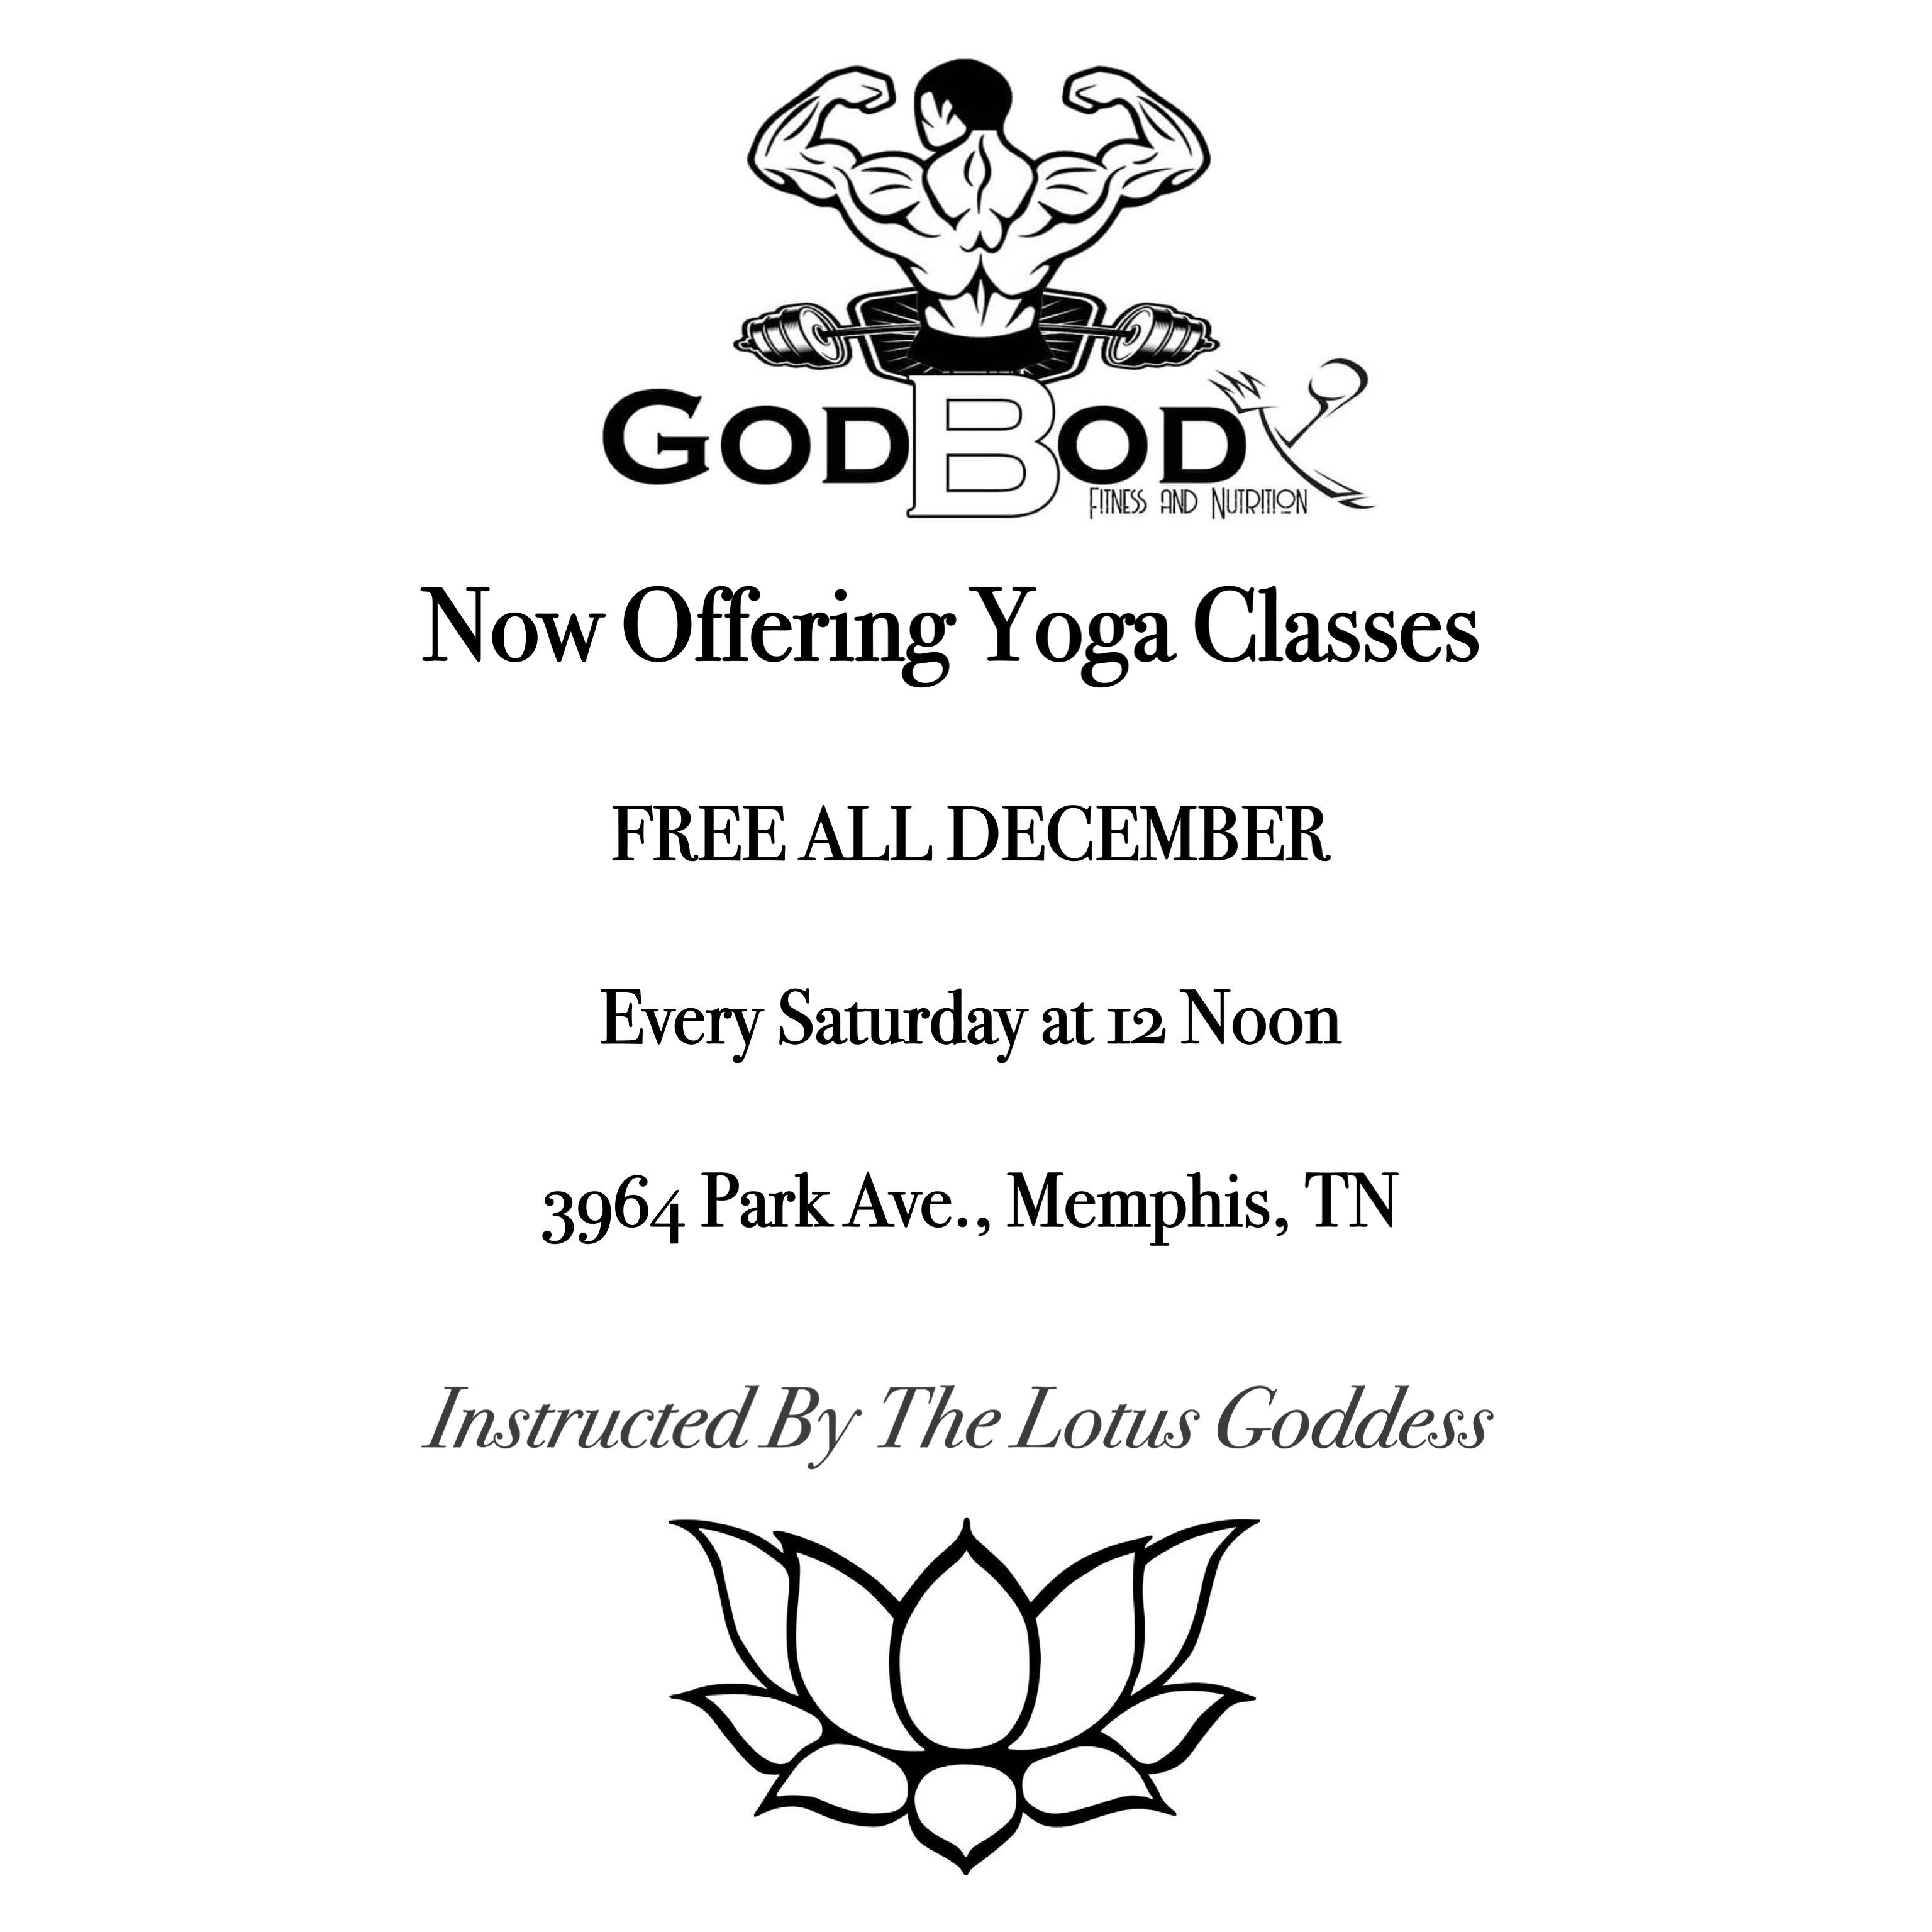 GODBODY
FITNESS AND NUTRITION
Now Offering Yoga Classes
FREE ALL DECEMBER
Every Saturday at 12 Noon
3964 Park Ave., Memphis, TN
Instructed By The Lotus Goddess